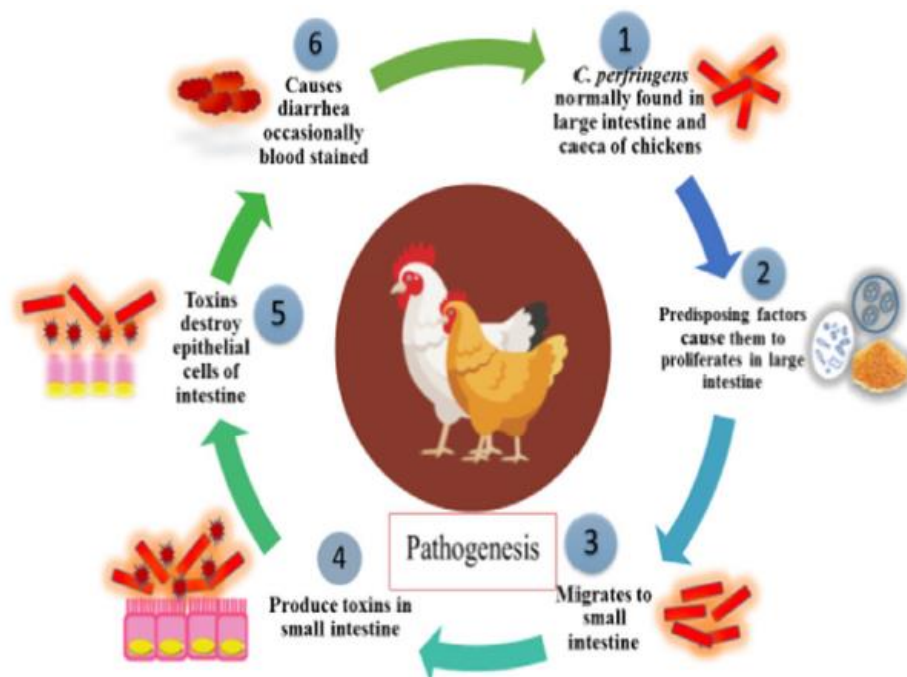 1
C. perfringens
normally found in
large intestine and
caeca of chickens
2
Predisposing factors
cause them to
proliferates in large
intestine
3
Miigrates to
small
intestine
4
Produce toxins in
small intestine
5
Toxins
destroy
epithelial
cells of
intestine
6
Causes
diarrhea
occasionally
blood stained
Pathogenesis